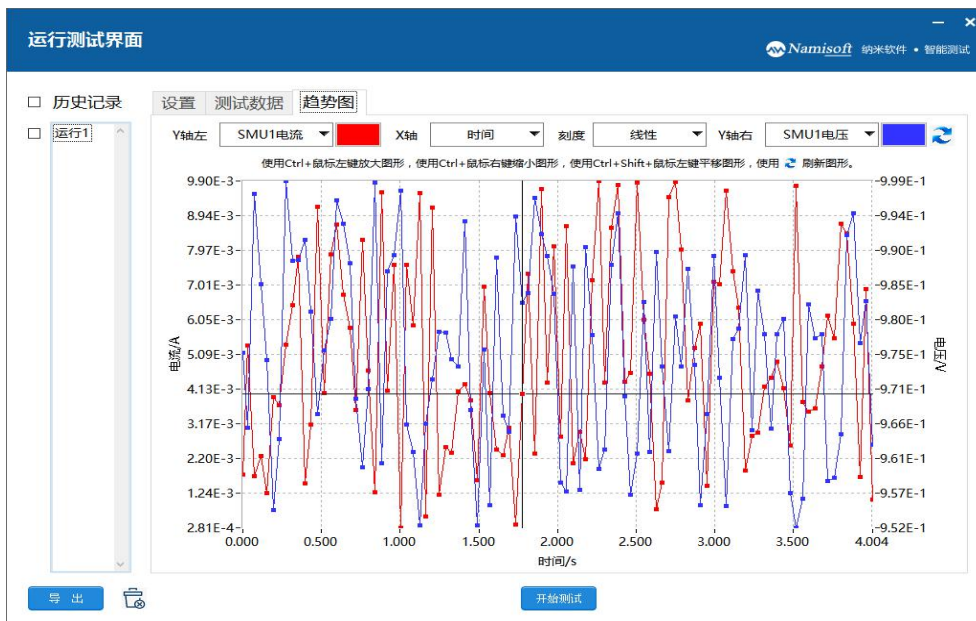 运行测试界面
Namisoft 纳米软件 • 智能测试
历史记录
设置 测试数据 趋势图
运行1
Y轴左 SMU1电流 X轴 时间 刻度 线性 Y轴右 SMU1电压
使用Ctrl+鼠标左键放大图形，使用Ctrl+鼠标右键缩小图形，使用Ctrl+Shift+鼠标左键平移图形，使用 刷新图形。
9.90E-3 -9.99E-1
8.94E-3 -9.94E-1
7.97E-3 -9.90E-1
7.01E-3 -9.85E-1
6.05E-3 -9.80E-1
5.09E-3 -9.75E-1
4.13E-3 -9.71E-1
3.17E-3 -9.66E-1
2.20E-3 -9.61E-1
1.24E-3 -9.57E-1
2.81E-4 -9.52E-1
电流/A
电压/V
0.000 0.500 1.000 1.500 2.000 2.500 3.000 3.500 4.004
时间/s
导 出
开始测试